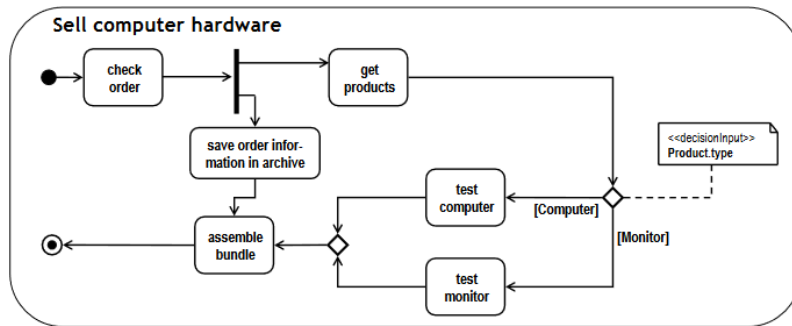 Sell computer hardware
check
order
get
products
save order infor-
mation in archive
<<decisionInput>>
Product.type
test
computer
[Computer]
[Monitor]
assemble
bundle
test
monitor